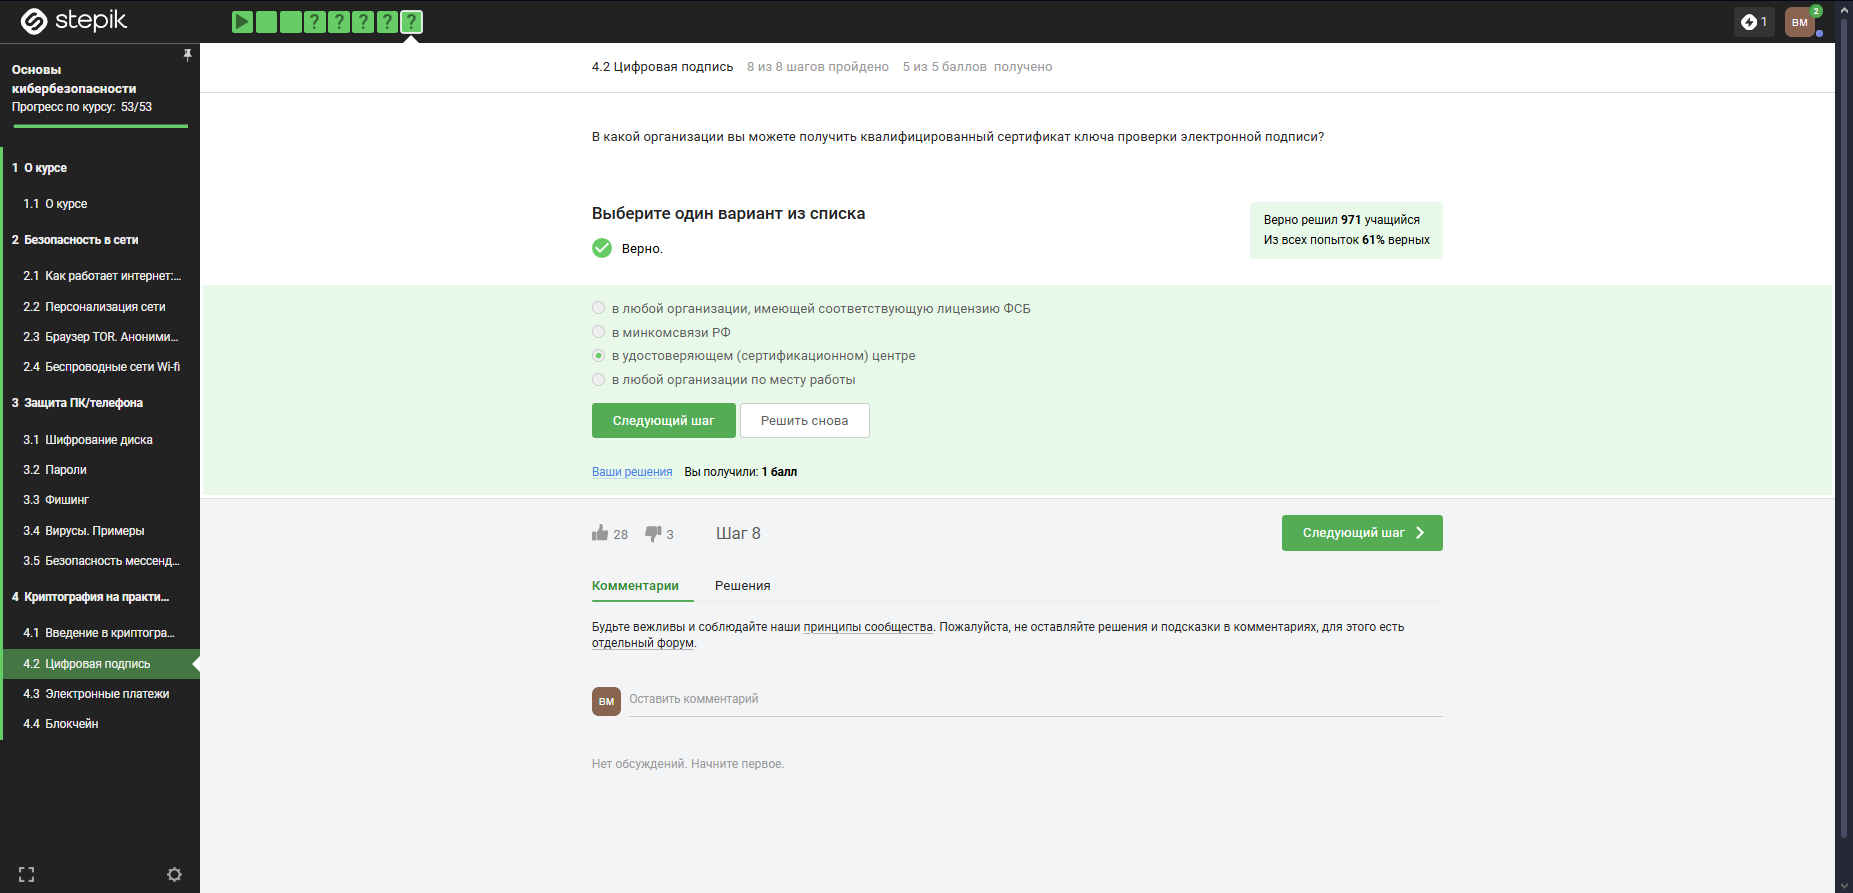 stepik
? ? ? ? ?
1
ВМ
2
Основы
кибербезопасности
Прогресс по курсу: 53/53
1 О курсе
1.1 О курсе
2 Безопасность в сети
2.1 Как работает интернет:...
2.2 Персонализация сети
2.3 Браузер TOR. Аноними...
2.4 Беспроводные сети Wi-fi
3 Защита ПК/телефона
3.1 Шифрование диска
3.2 Пароли
3.3 Фишинг
3.4 Вирусы. Примеры
3.5 Безопасность мессенд...
4 Криптография на практи...
4.1 Введение в криптогра...
4.2 Цифровая подпись
4.3 Электронные платежи
4.4 Блокчейн
4.2 Цифровая подпись 8 из 8 шагов пройдено 5 из 5 баллов получено
В какой организации вы можете получить квалифицированный сертификат ключа проверки электронной подписи?
Выберите один вариант из списка
Верно.
Верно решил 971 учащийся
Из всех попыток 61% верных
в любой организации, имеющей соответствующую лицензию ФСБ
в минкомсвязи РФ
в удостоверяющем (сертификационном) центре
в любой организации по месту работы
Следующий шаг
Решить снова
Ваши решения Вы получили: 1 балл
28 3 Шаг 8
Следующий шаг
Комментарии Решения
Будьте вежливы и соблюдайте наши принципы сообщества. Пожалуйста, не оставляйте решения и подсказки в комментариях, для этого есть
отдельный форум.
ВМ
Оставить комментарий
Нет обсуждений. Начните первое.